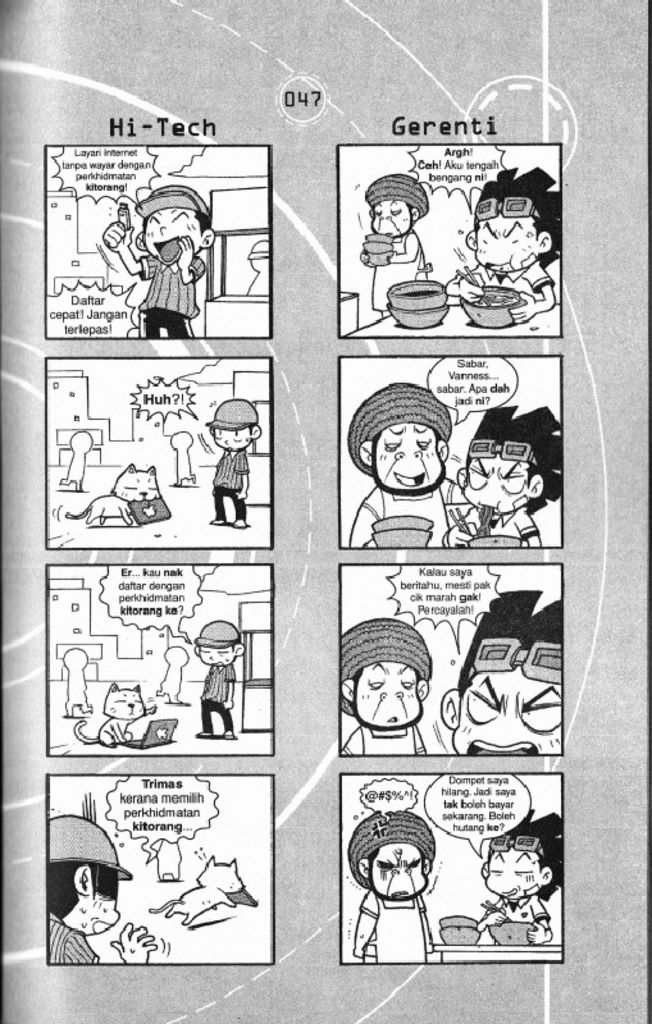 047
Hi-Tech
Layari Internet
tanpa wayar dengan
perkhidmatan
kitorang!
Daftar
cepat! Jangan
terlepas!
Huh?!
Er... kau nak
daftar dengan
perkhidmatan
kitorang ke?
Trimas
kerana memilih
perkhidmatan
kitorang...
Gerenti
Argh!
Ceh! Aku tengah
bengang ni!
Sabar,
Vanness....
sabar. Apa dah
jadi ni?
Kalau saya
beritahu, mesti pak
cik marah gak!
Percayalah!
@#$%^!
Dompet saya
hilang. Jadi saya
tak boleh bayar
sekarang. Boleh
hutang ke?